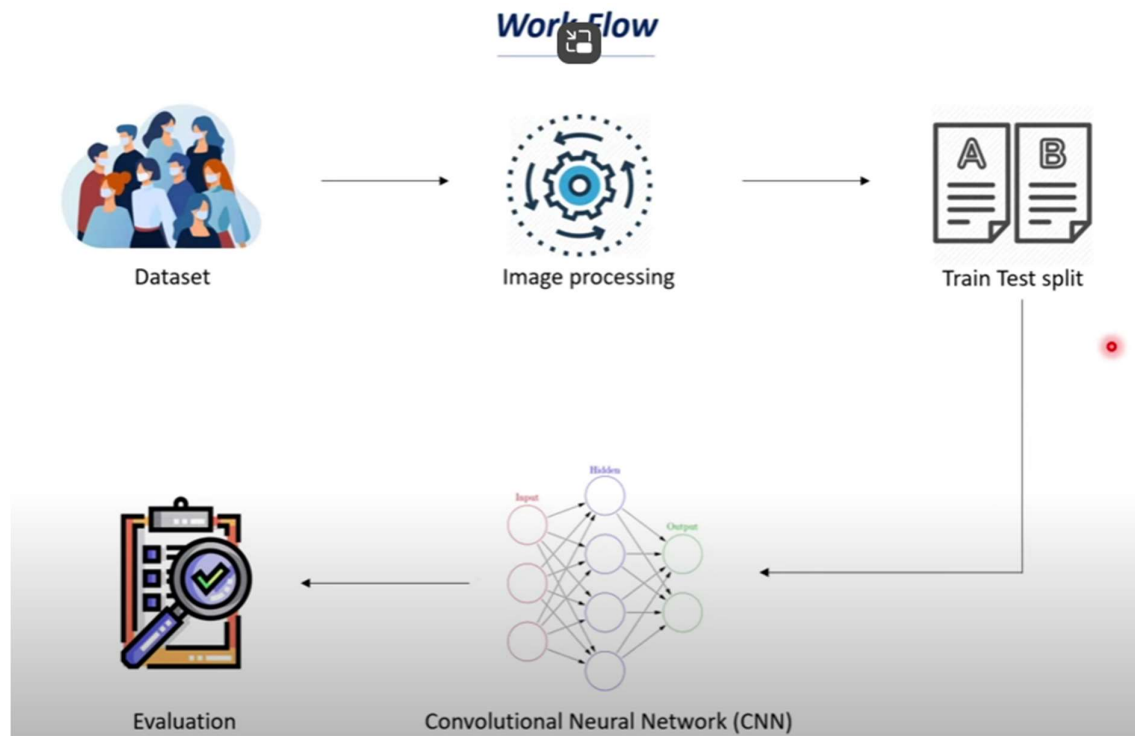 Work Flow
Dataset
Image processing
A
B
Train Test split
Input
Hidden
Output
Evaluation
Convolutional Neural Network (CNN)